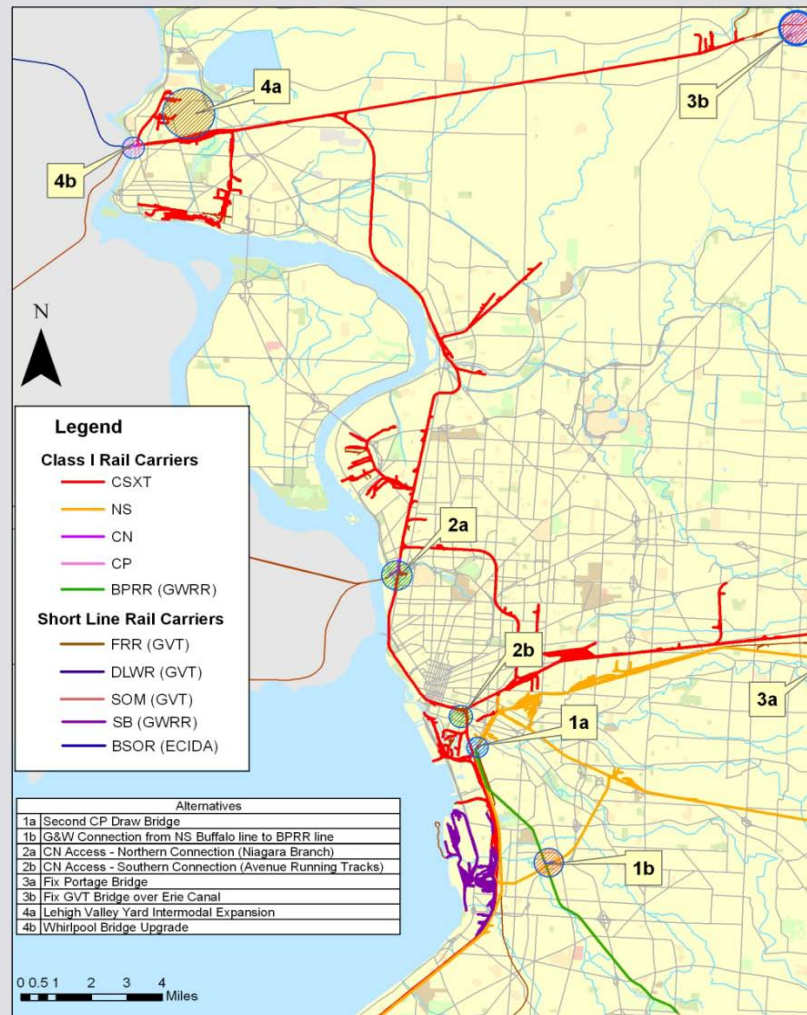 4a
3b
4b
N
Legend
Class I Rail Carriers
CSXT
NS
CN
CP
BPRR (GWRR)
Short Line Rail Carriers
FRR (GVT)
DLWR (GVT)
SOM (GVT)
SB (GWRR)
BSOR (ECIDA)
2a
2b
3a
1a
1b
Alternatives
1a Second CP Draw Bridge
1b G&W Connection from NS Buffalo line to BPRR line
2a CN Access - Northern Connection (Niagara Branch)
2b CN Access - Southern Connection (Avenue Running Tracks)
3a Fix Portage Bridge
3b Fix GVT Bridge over Erie Canal
4a Lehigh Valley Yard Intermodal Expansion
4b Whirlpool Bridge Upgrade
0 0.5 1 2 3 4
Miles